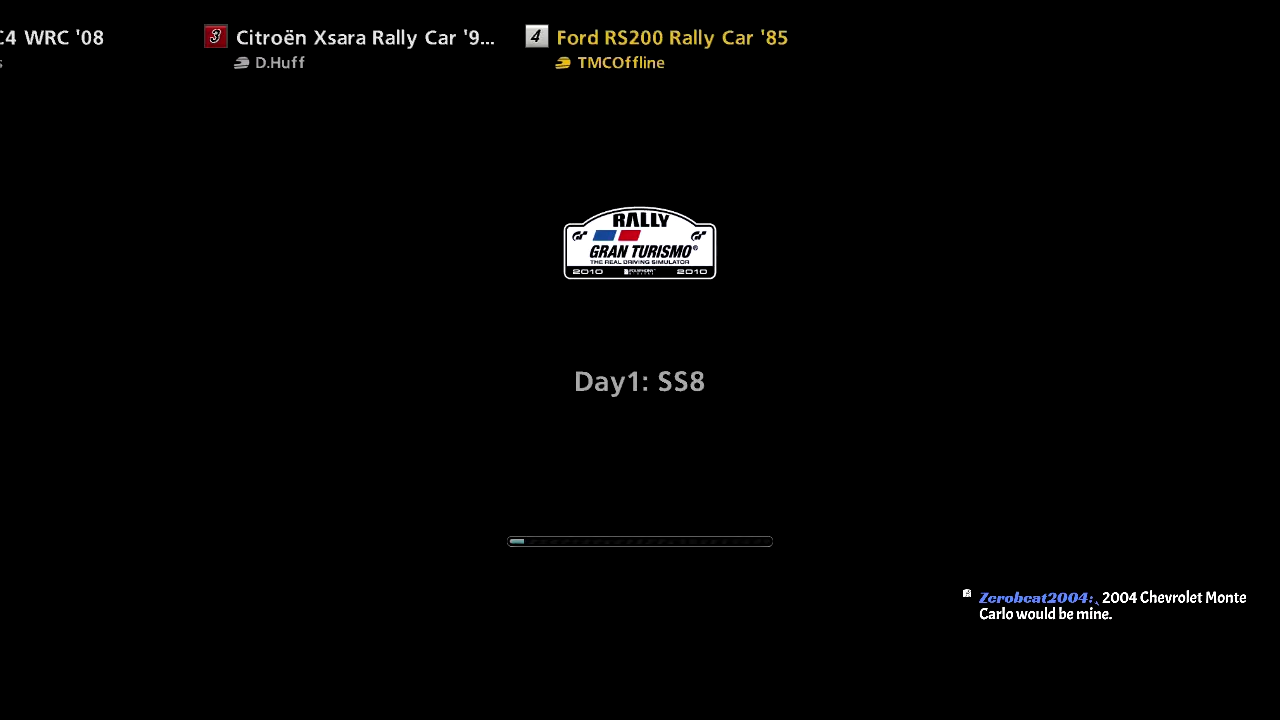 C4 WRC '08
3 Citroën Xsara Rally Car '9...
4 Ford RS200 Rally Car '85
s
D.Huff
TMCOffline
RALLY
GRAN TURISMO®
THE REAL DRIVING SIMULATOR
2010 2010
Day1: SS8
Zerobeat2004: 2004 Chevrolet Monte
Carlo would be mine.